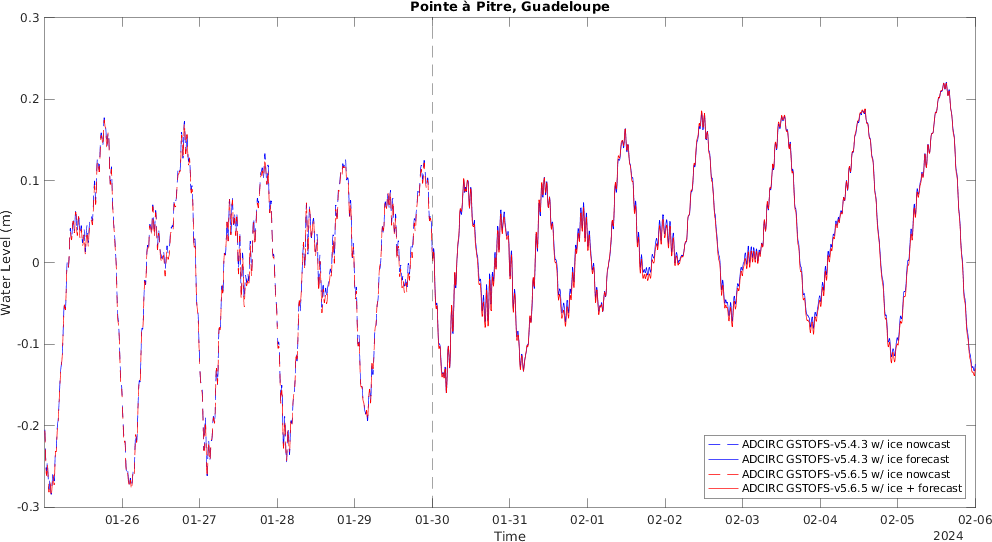 Pointe à Pitre, Guadeloupe
0.3
0.2
0.1
0
-0.1
-0.2
-0.3
Water Level (m)
ADCIRC GSTOFS-v5.4.3 w/ ice nowcast
ADCIRC GSTOFS-v5.4.3 w/ ice forecast
ADCIRC GSTOFS-v5.6.5 w/ ice nowcast
ADCIRC GSTOFS-v5.6.5 w/ ice + forecast
01-26 01-27 01-28 01-29 01-30 01-31 02-01 02-02 02-03 02-04 02-05 02-06
Time
2024